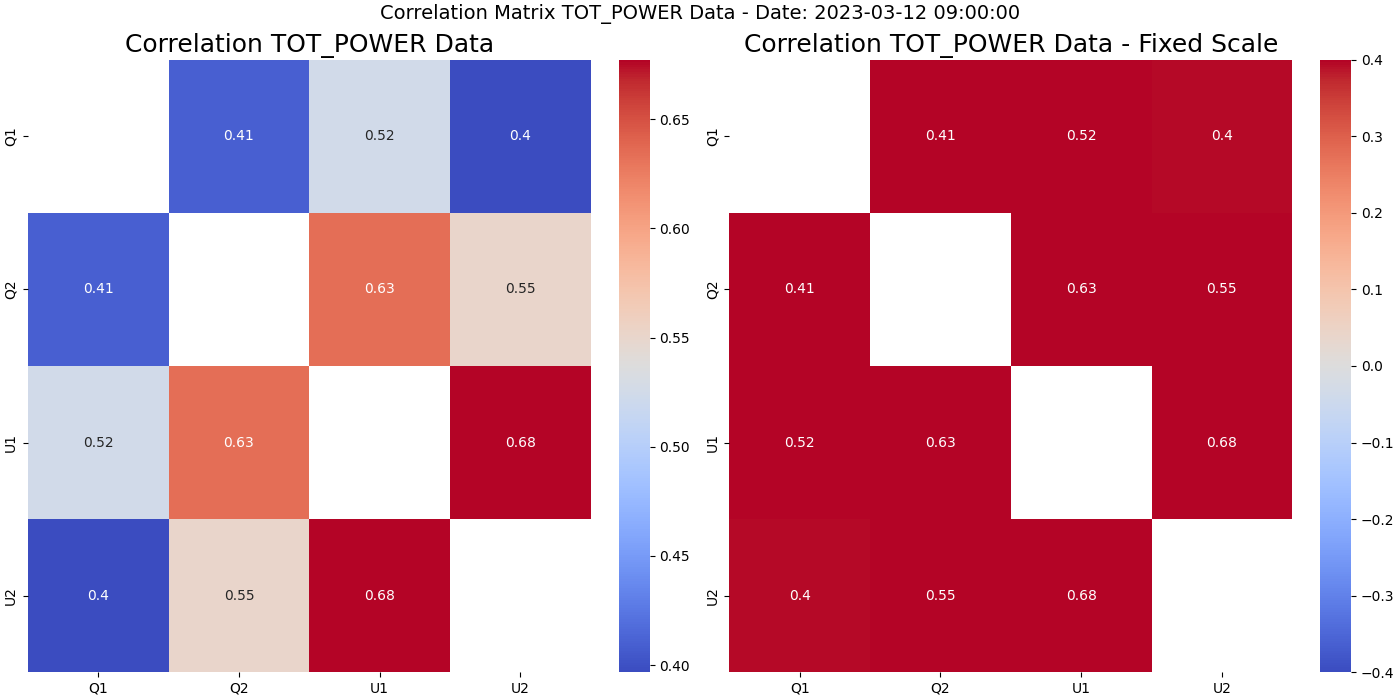 Correlation Matrix TOT_POWER Data - Date: 2023-03-12 09:00:00
Correlation TOT_POWER Data
Q1
0.41 0.52 0.4
Q2
0.41 0.63 0.55
U1
0.52 0.63 0.68
U2
0.4 0.55 0.68
Q1 Q2 U1 U2
0.65
0.60
0.55
0.50
0.45
0.40
Correlation TOT_POWER Data - Fixed Scale
Q1
0.41 0.52 0.4
Q2
0.41 0.63 0.55
U1
0.52 0.63 0.68
U2
0.4 0.55 0.68
Q1 Q2 U1 U2
0.4
0.3
0.2
0.1
0.0
−0.1
−0.2
−0.3
−0.4